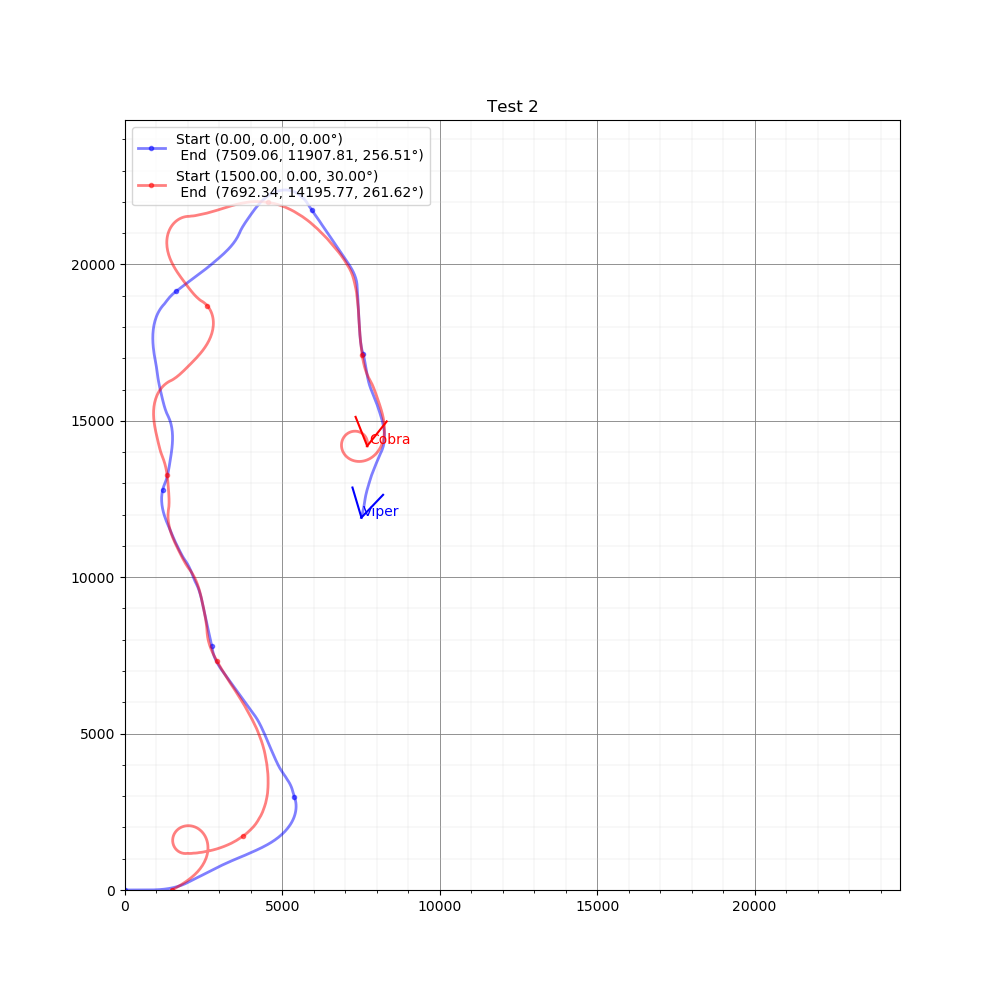 Test 2
Start (0.00, 0.00, 0.00°)
End (7509.06, 11907.81, 256.51°)
Start (1500.00, 0.00, 30.00°)
End (7692.34, 14195.77, 261.62°)
20000
15000
Cobra
Viper
10000
5000
0
0 5000 10000 15000 20000